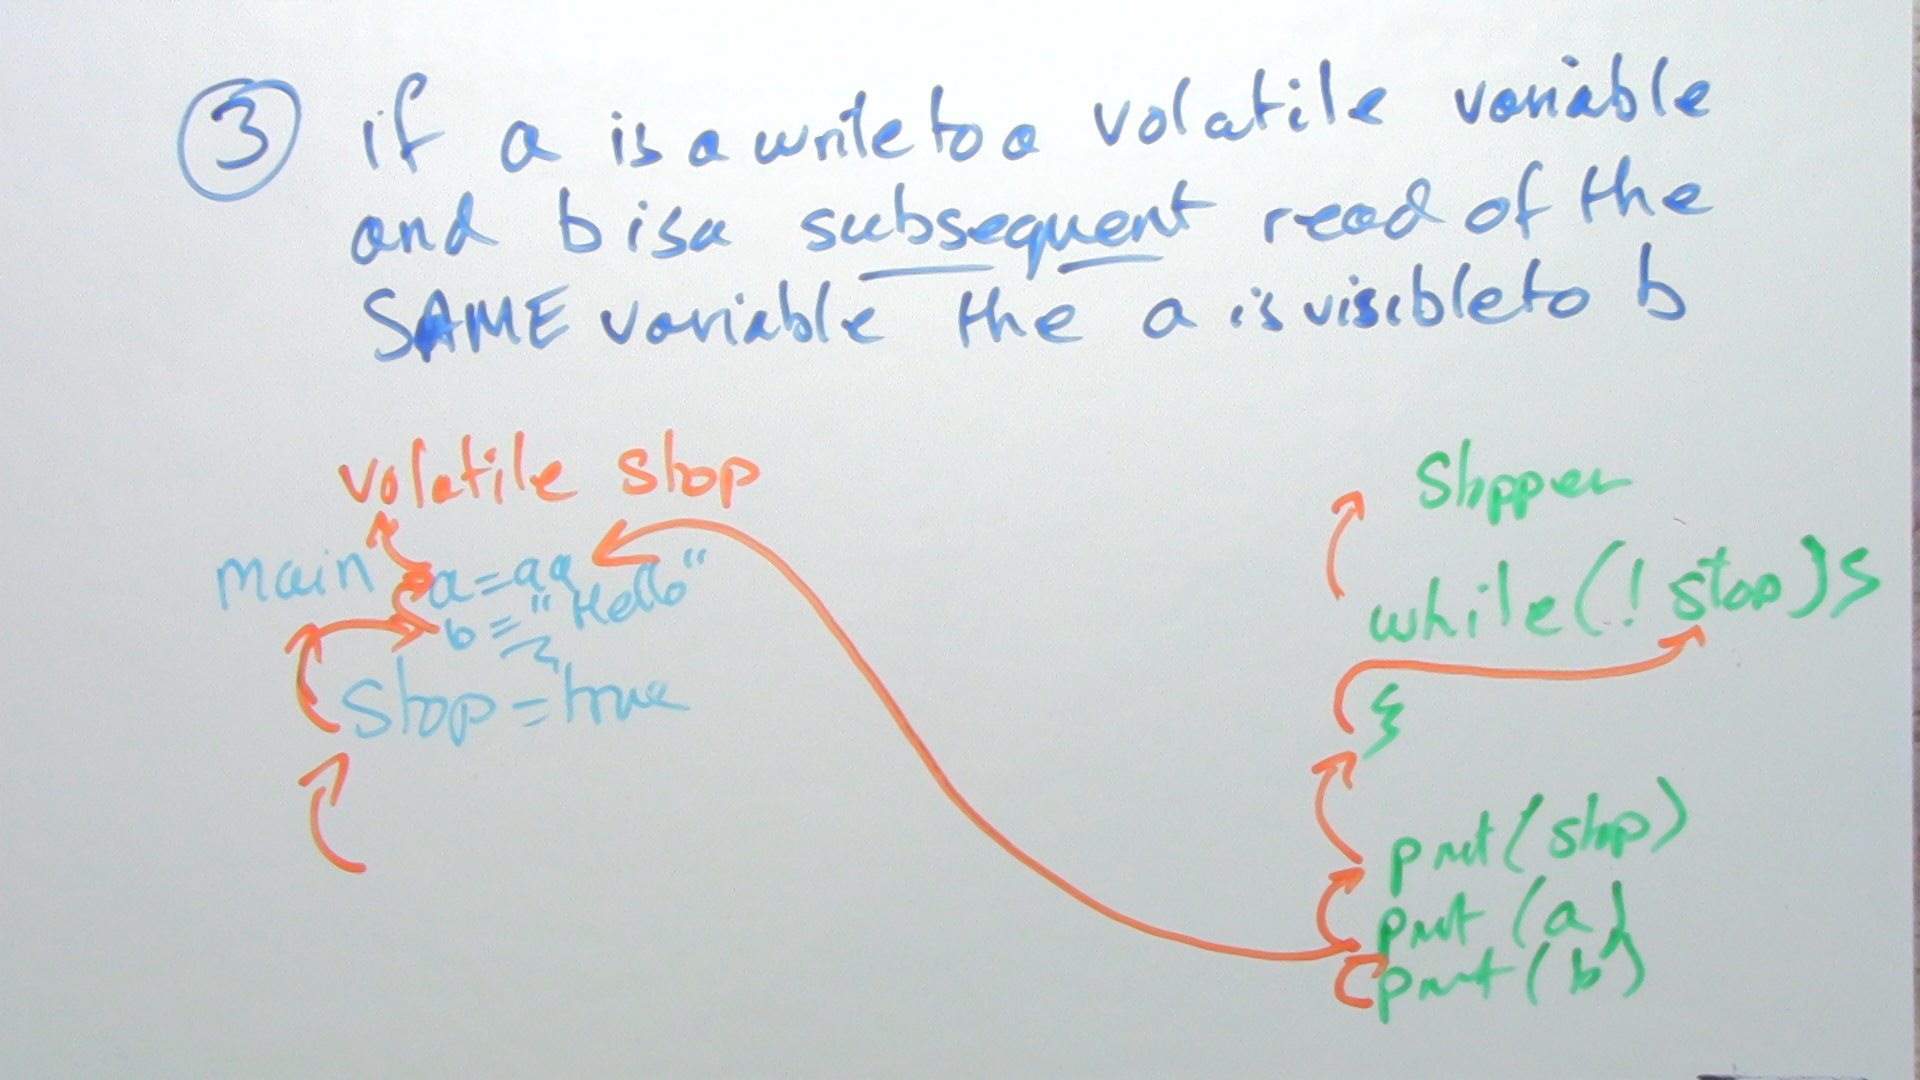 3 if a is a write to a volatile variable
and b is a subsequent read of the
SAME variable the a is visible to b
volatile stop
main a=aa
b="Hello"
stop=true
Stopper
while(!stop){
}
print(stop)
print(a)
print(b)